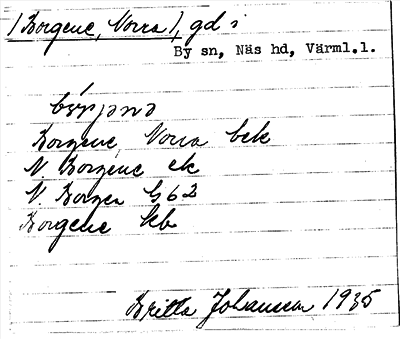 /Borgene, Norra/, gd i
By sn, Näs hd, Värml.l.
Borgene, Norra bek
N Borgene ek
N Borgen G 62
Borgene kb
Britta Johansson 1935